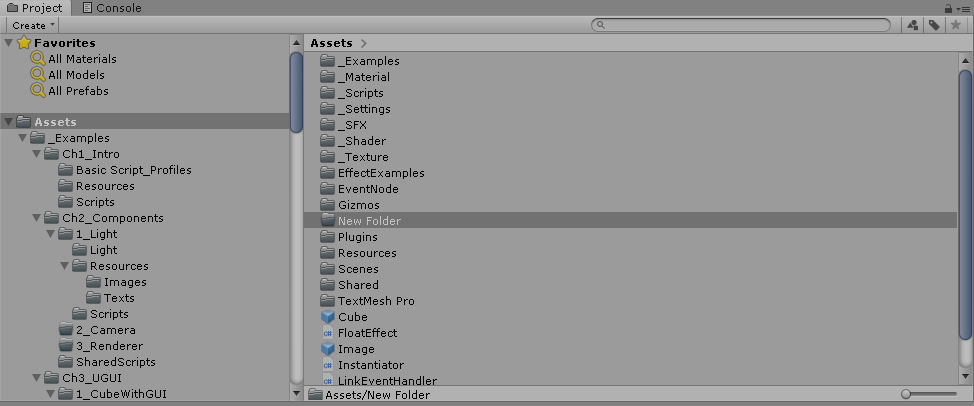 Project Console
Create
Favorites
All Materials
All Models
All Prefabs
Assets
_Examples
Ch1_Intro
Basic Script_Profiles
Resources
Scripts
Ch2_Components
1_Light
Light
Resources
Images
Texts
Scripts
2_Camera
3_Renderer
SharedScripts
Ch3_UGUI
1_CubeWithGUI
Assets
_Examples
_Material
_Scripts
_Settings
_SFX
_Shader
_Texture
EffectExamples
EventNode
Gizmos
New Folder
Plugins
Resources
Scenes
Shared
TextMesh Pro
Cube
C# FloatEffect
Image
C# Instantiator
C# LinkEventHandler
Assets/New Folder